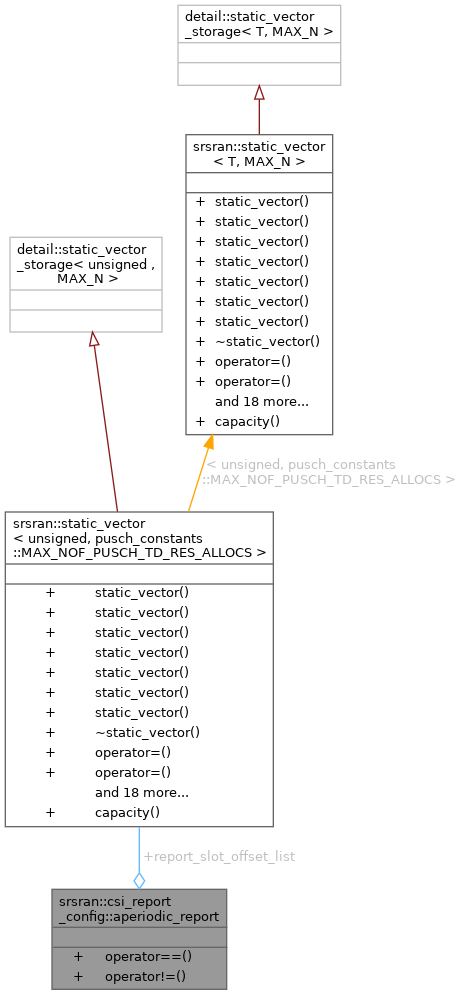 detail::static_vector
_storage< T, MAX_N >
srsran::static_vector
< T, MAX_N >
+ static_vector()
+ static_vector()
+ static_vector()
+ static_vector()
+ static_vector()
+ static_vector()
+ static_vector()
+ ~static_vector()
+ operator=()
+ operator=()
and 18 more...
+ capacity()
detail::static_vector
_storage< unsigned ,
MAX_N >
< unsigned, pusch_constants
::MAX_NOF_PUSCH_TD_RES_ALLOCS >
srsran::static_vector
< unsigned, pusch_constants
::MAX_NOF_PUSCH_TD_RES_ALLOCS >
+ static_vector()
+ static_vector()
+ static_vector()
+ static_vector()
+ static_vector()
+ static_vector()
+ static_vector()
+ ~static_vector()
+ operator=()
+ operator=()
and 18 more...
+ capacity()
+report_slot_offset_list
srsran::csi_report
_config::aperiodic_report
+ operator==()
+ operator!=()